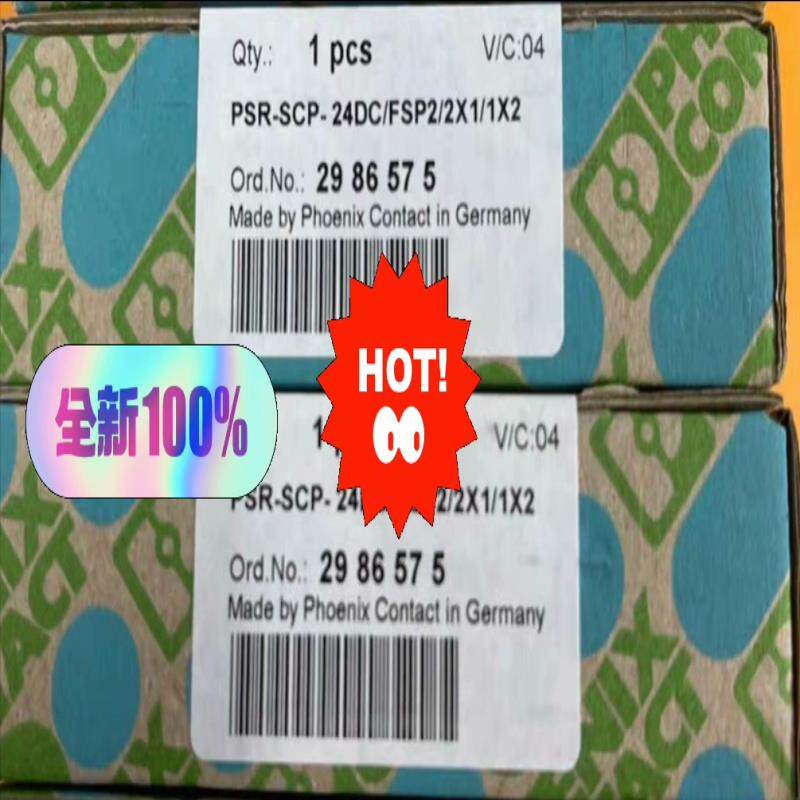 Qty.: 1 pcs V/C:04
PSR-SCP- 24DC/FSP2/2X1/1X2
Ord.No.: 29 86 57 5
Made by Phoenix Contact in Germany
HOT!
全新100%
1 V/C:04
PSR-SCP- 24 2/2X1/1X2
Ord.No.: 29 86 57 5
Made by Phoenix Contact in Germany